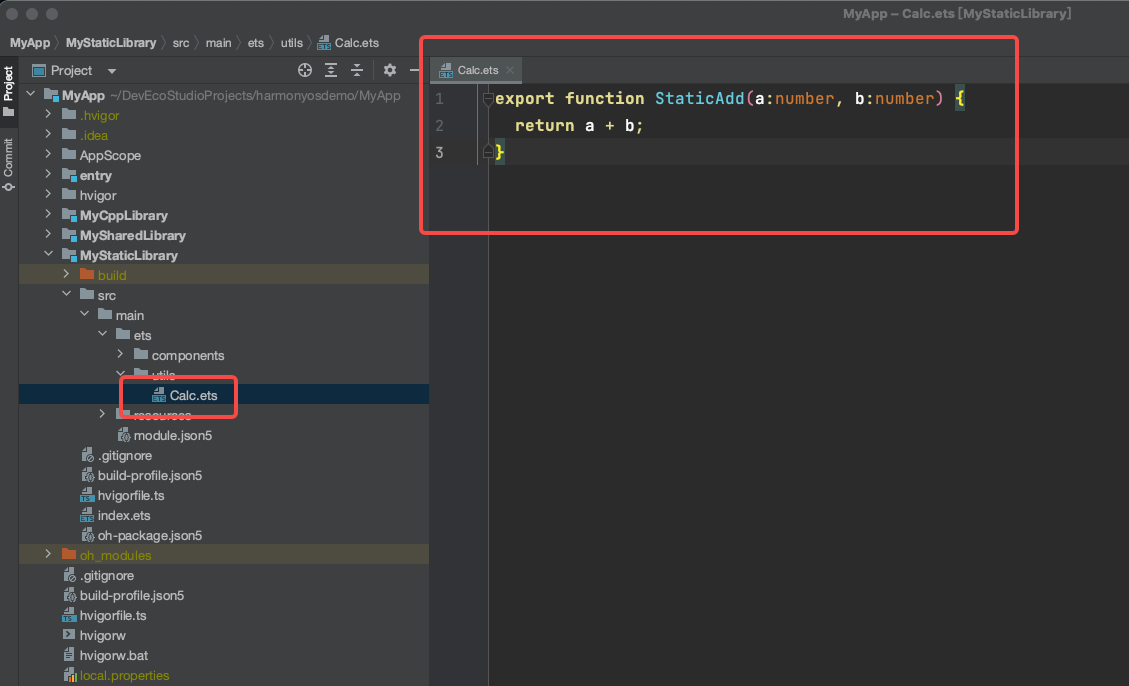 MyApp – Calc.ets [MyStaticLibrary]
MyApp MyStaticLibrary src main ets utils Calc.ets
Project
Commit
Project
MyApp ~/DevEcoStudioProjects/harmonyosdemo/MyApp
.hvigor
.idea
AppScope
entry
hvigor
MyCppLibrary
MySharedLibrary
MyStaticLibrary
build
src
main
ets
components
utils
Calc.ets
resources
module.json5
.gitignore
build-profile.json5
hvigorfile.ts
index.ets
oh-package.json5
oh_modules
.gitignore
build-profile.json5
hvigorfile.ts
hvigorw
hvigorw.bat
local.properties
Calc.ets
1 export function StaticAdd(a:number, b:number) {
2 return a + b;
3 }